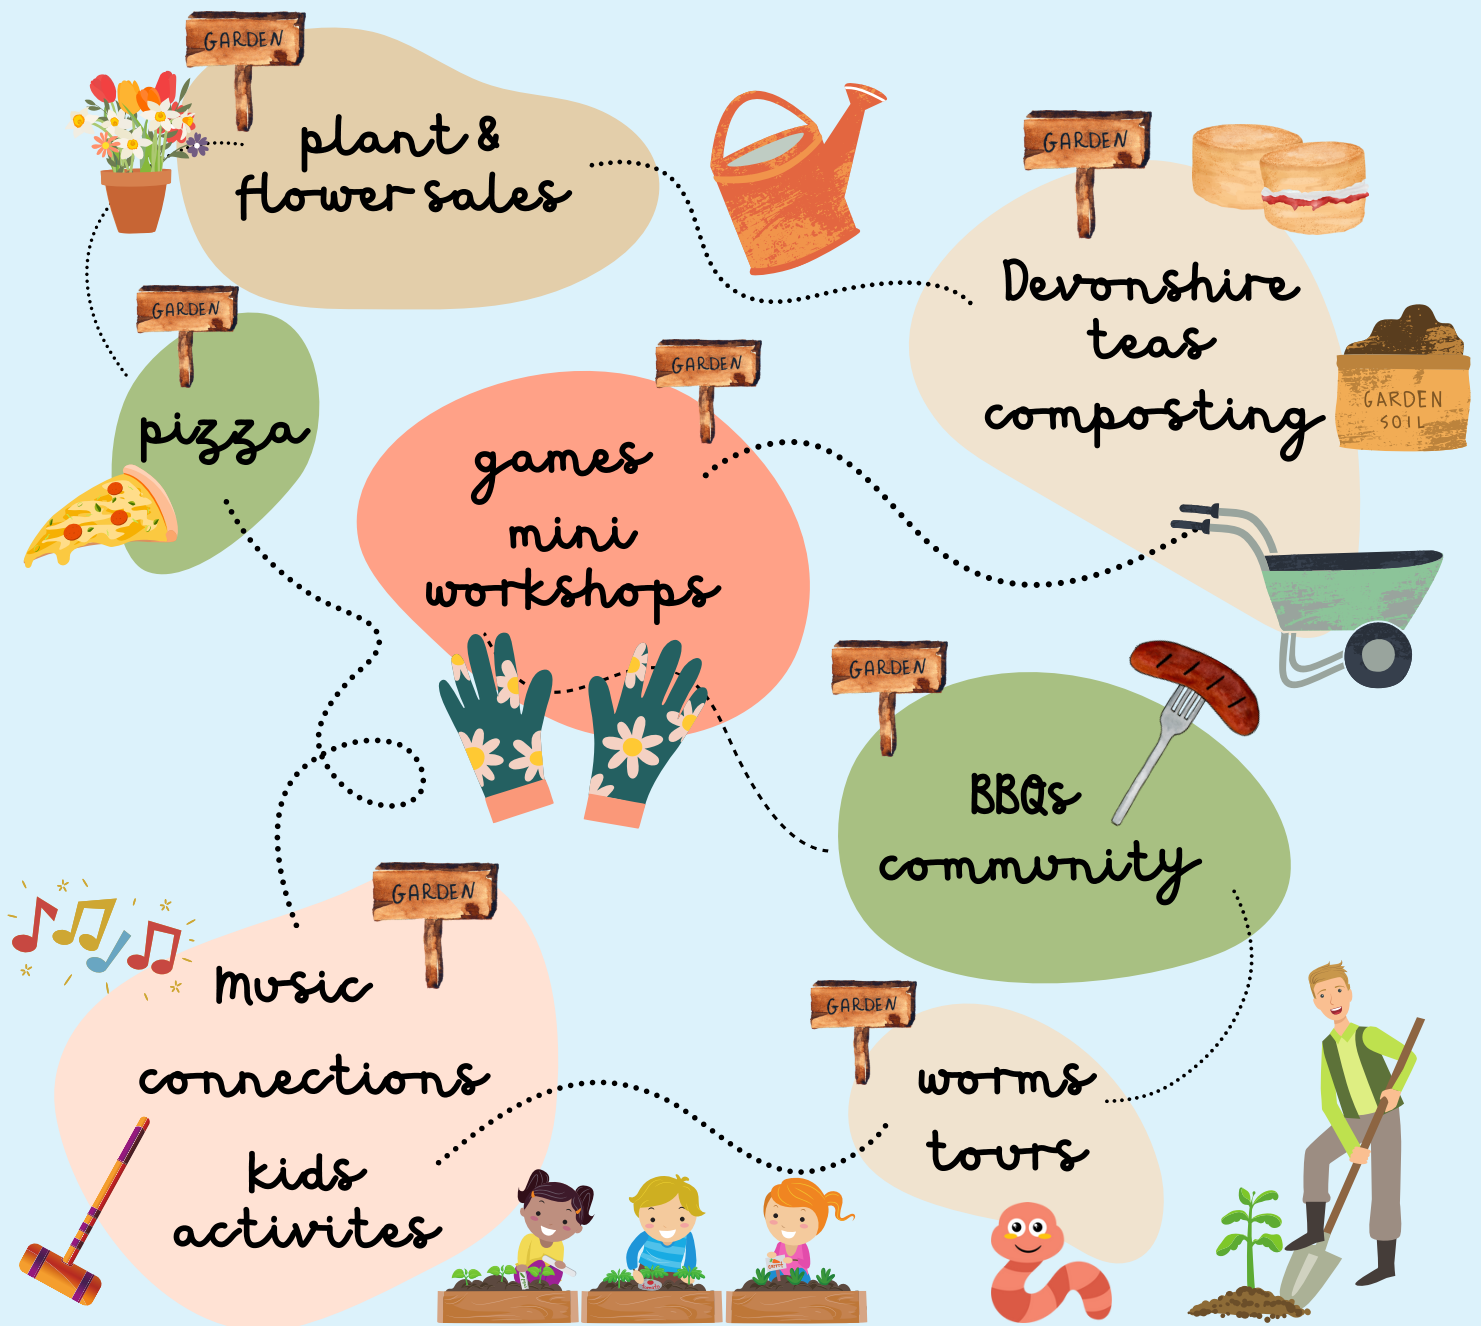 GARDEN
plant &
flower sales
GARDEN
Devonshire
teas
composting
GARDEN
SOIL
GARDEN
pizza
GARDEN
games
mini
workshops
GARDEN
BBQs
community
GARDEN
music
connections
kids
activites
GARDEN
worms
tours